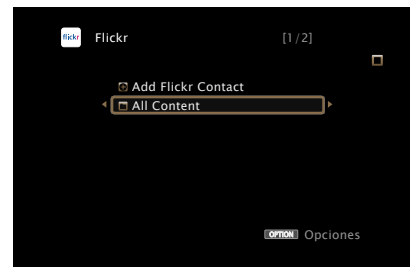 flickr Flickr [1/2]
Add Flickr Contact
All Content
OPTION Opciones